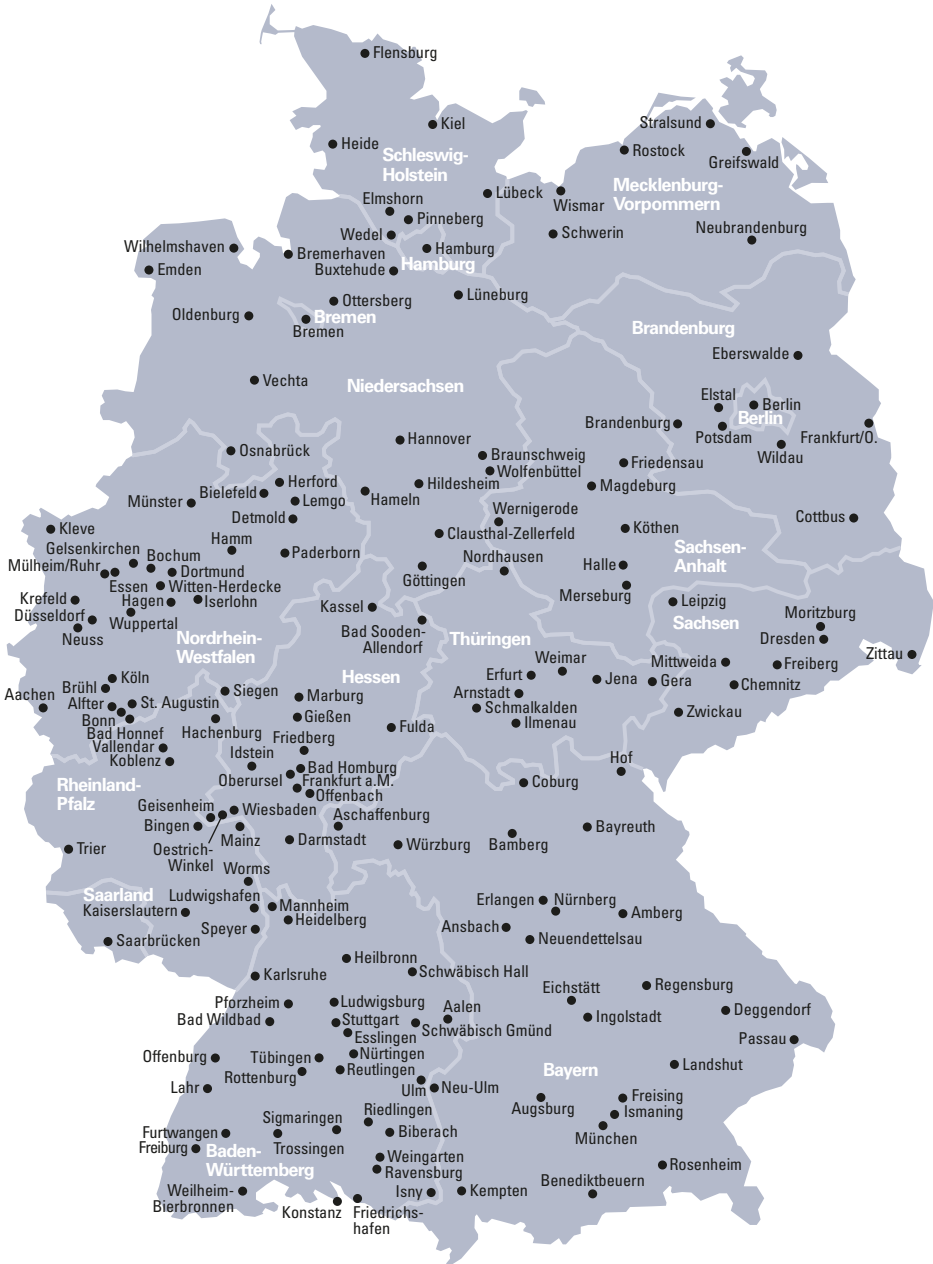 Flensburg
Kiel
Stralsund
Heide
Rostock
Greifswald
Schleswig-
Holstein
Mecklenburg-
Vorpommern
Lübeck
Wismar
Elmshorn
Pinneberg
Wedel
Schwerin
Neubrandenburg
Wilhelmshaven
Bremerhaven
Hamburg
Hamburg
Emden
Buxtehude
Ottersberg
Lüneburg
Oldenburg
Bremen
Bremen
Brandenburg
Eberswalde
Vechta
Niedersachsen
Elstal
Berlin
Berlin
Brandenburg
Potsdam
Frankfurt/O.
Wildau
Hannover
Osnabrück
Braunschweig
Wolfenbüttel
Friedensau
Herford
Hildesheim
Magdeburg
Bielefeld
Lemgo
Hameln
Münster
Detmold
Wernigerode
Cottbus
Kleve
Clausthal-Zellerfeld
Köthen
Hamm
Gelsenkirchen
Bochum
Paderborn
Nordhausen
Sachsen-
Anhalt
Mülheim/Ruhr
Dortmund
Göttingen
Halle
Essen
Witten-Herdecke
Merseburg
Krefeld
Hagen
Iserlohn
Kassel
Leipzig
Düsseldorf
Wuppertal
Neuss
Bad Sooden-
Allendorf
Sachsen
Moritzburg
Nordrhein-
Westfalen
Thüringen
Dresden
Zittau
Weimar
Mittweida
Freiberg
Köln
Hessen
Erfurt
Jena
Gera
Chemnitz
Brühl
Siegen
Marburg
Arnstadt
Aachen
Alfter
St. Augustin
Schmalkalden
Zwickau
Bonn
Gießen
Ilmenau
Bad Honnef
Hachenburg
Fulda
Vallendar
Friedberg
Koblenz
Idstein
Hof
Bad Homburg
Oberursel
Frankfurt a.M.
Coburg
Rheinland-
Pfalz
Offenbach
Geisenheim
Wiesbaden
Aschaffenburg
Bingen
Mainz
Bayreuth
Oestrich-
Winkel
Darmstadt
Würzburg
Bamberg
Trier
Worms
Saarland
Ludwigshafen
Mannheim
Erlangen
Nürnberg
Kaiserslautern
Heidelberg
Amberg
Speyer
Ansbach
Saarbrücken
Neuendettelsau
Heilbronn
Karlsruhe
Schwäbisch Hall
Regensburg
Eichstätt
Pforzheim
Ludwigsburg
Aalen
Deggendorf
Bad Wildbad
Stuttgart
Schwäbisch Gmünd
Ingolstadt
Esslingen
Passau
Offenburg
Tübingen
Nürtingen
Landshut
Rottenburg
Reutlingen
Bayern
Lahr
Ulm
Neu-Ulm
Augsburg
Freising
Riedlingen
Ismaning
Sigmaringen
München
Furtwangen
Biberach
Freiburg
Trossingen
Baden-
Württemberg
Weingarten
Ravensburg
Rosenheim
Weilheim-
Bierbronnen
Isny
Kempten
Benediktbeuern
Konstanz
Friedrichs-
hafen